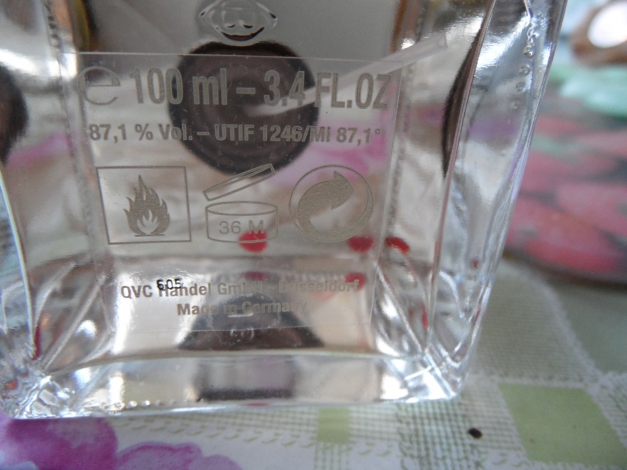 e 100 ml – 3.4 FL.OZ
87,1 % Vol. – UTIF 1246/Mi 87,1°
36 M
605
QVC Handel GmbH, Düsseldorf
Made in Germany